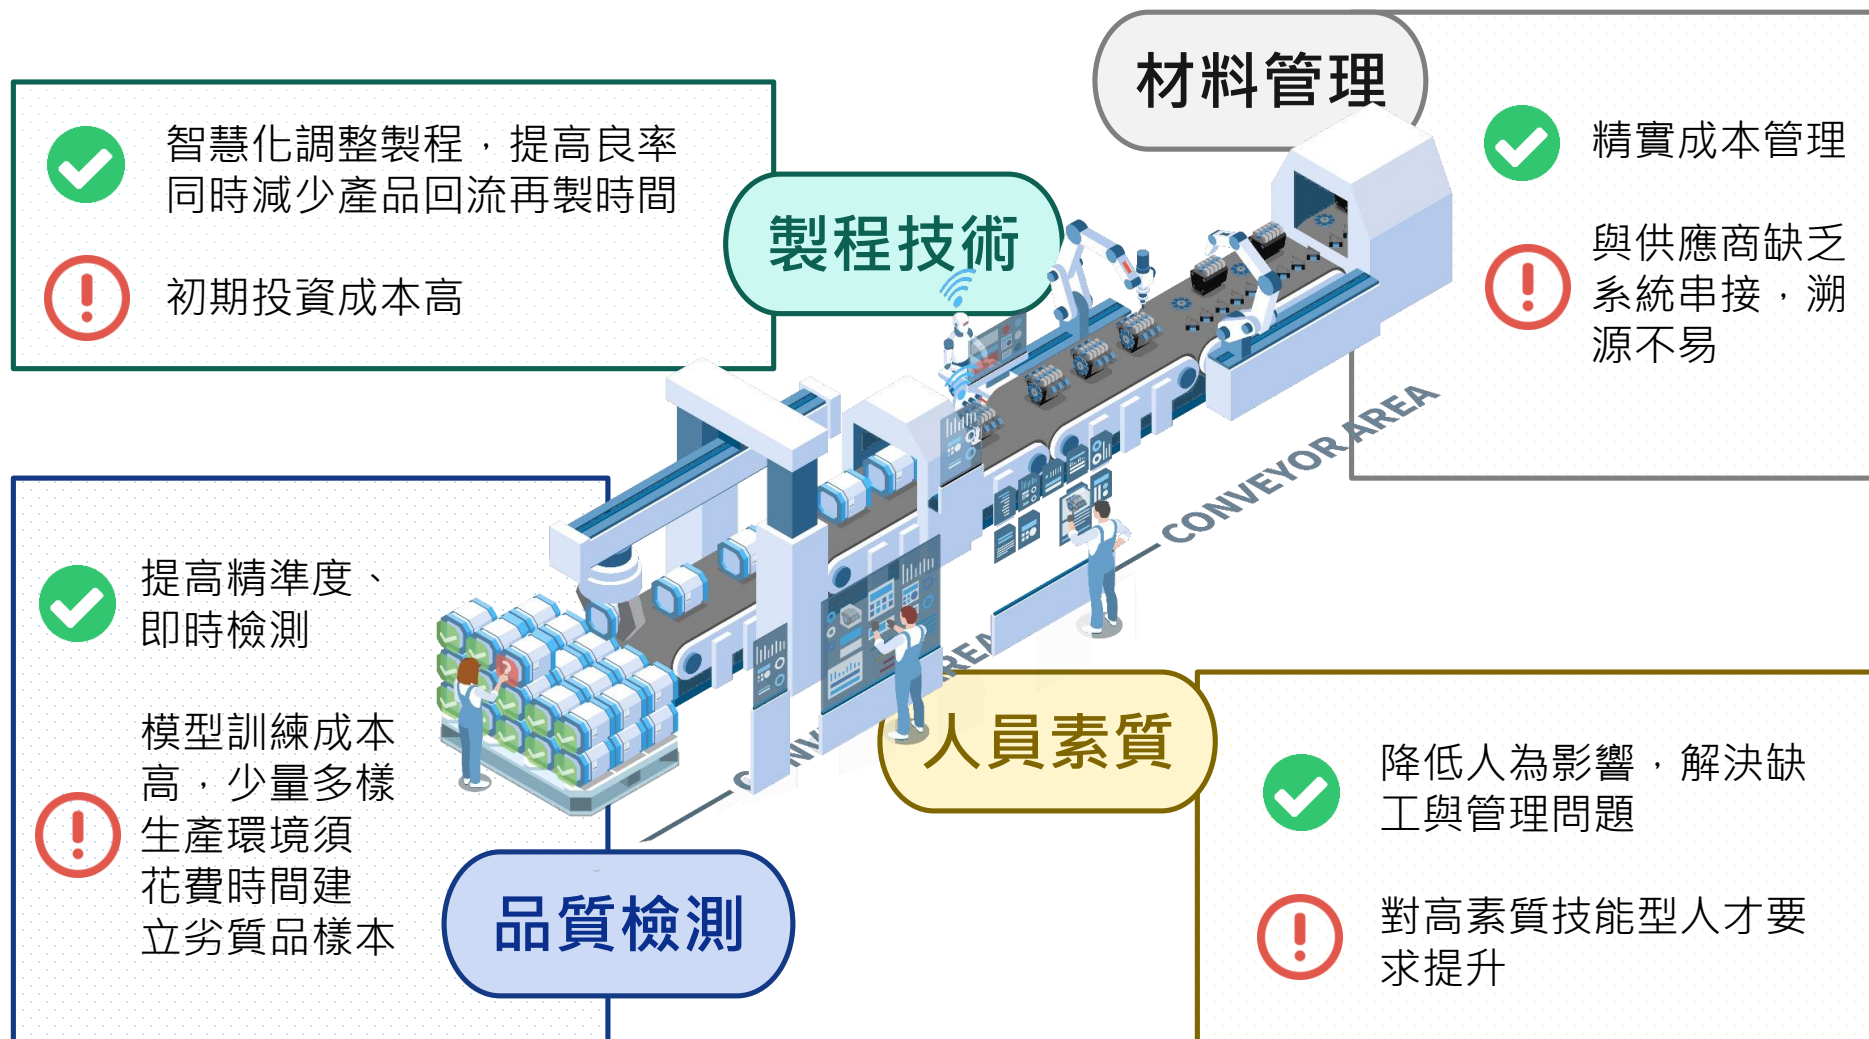 材料管理
精實成本管理
與供應商缺乏
系統串接，溯
源不易
製程技術
智慧化調整製程，提高良率
同時減少產品回流再製時間
初期投資成本高
CONVEYOR AREA
品質檢測
提高精準度、
即時檢測
模型訓練成本
高，少量多樣
生產環境須
花費時間建
立劣質品樣本
人員素質
降低人為影響，解決缺
工與管理問題
對高素質技能型人才要
求提升